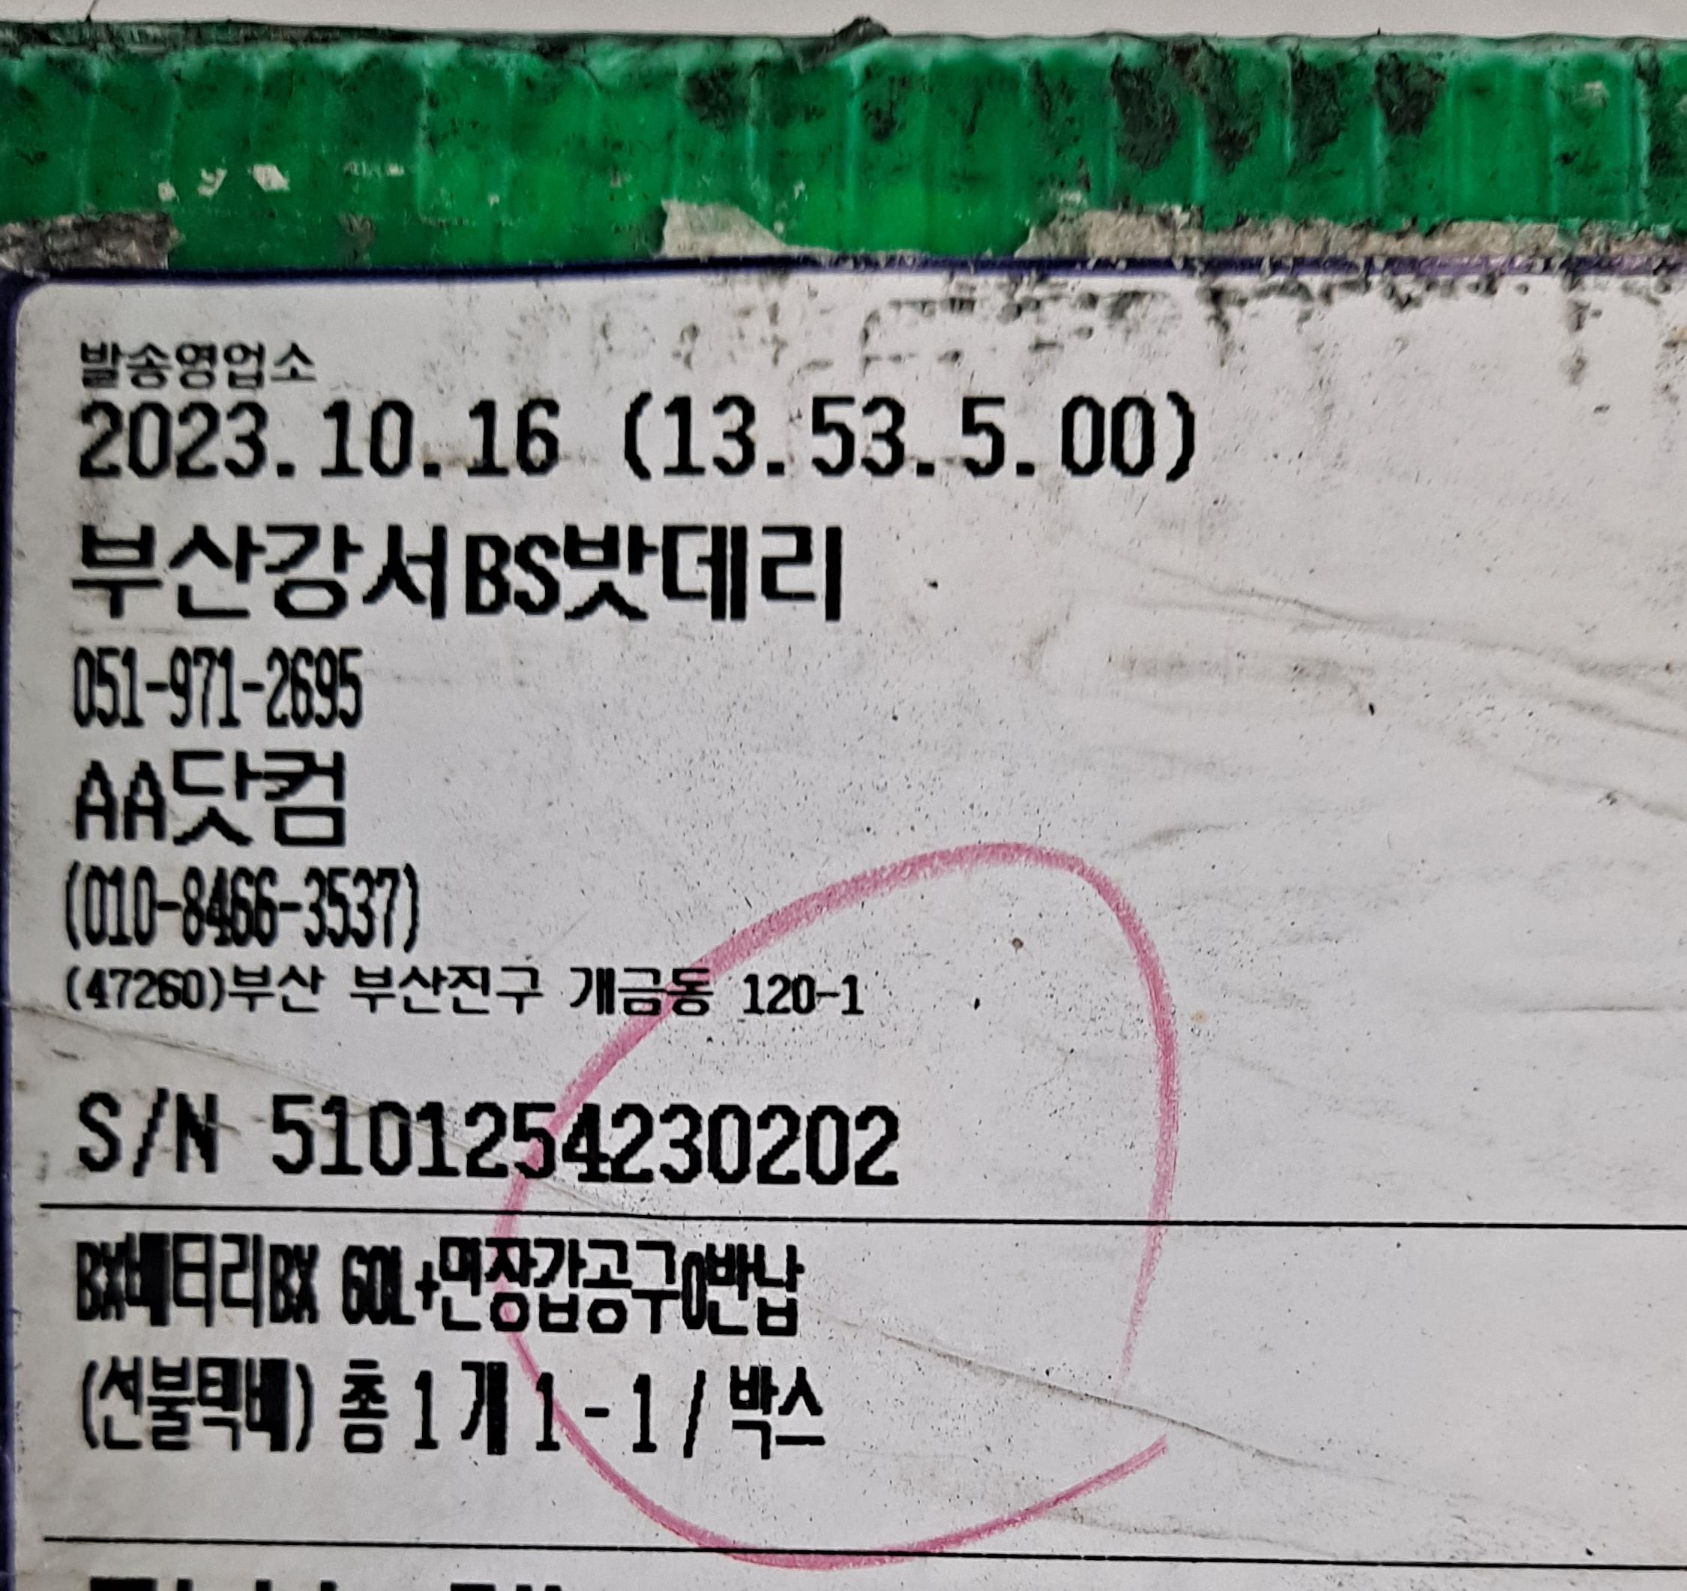 발송영업소
2023.10.16 (13.53.5.00)
부산강서BS밧데리
051-971-2695
AA닷컴
(010-8466-3537)
(47260)부산 부산진구 개금동 120-1
S/N 5101254230202
BX배터리BX 60L+면장갑공구0반납
(선불택배) 총 1 개 1 - 1 / 박스